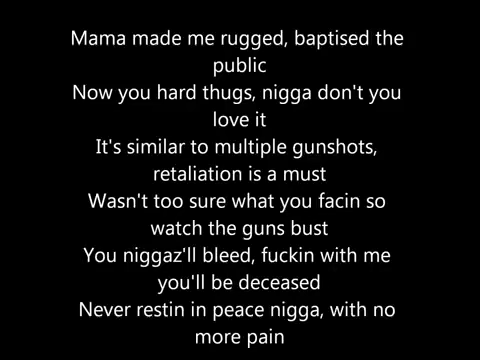 Mama made me rugged, baptised the
public
Now you hard thugs, nigga don't you
love it
It's similar to multiple gunshots,
retaliation is a must
Wasn't too sure what you facin so
watch the guns bust
You niggaz'll bleed, fuckin with me
you'll be deceased
Never restin in peace nigga, with no
more pain